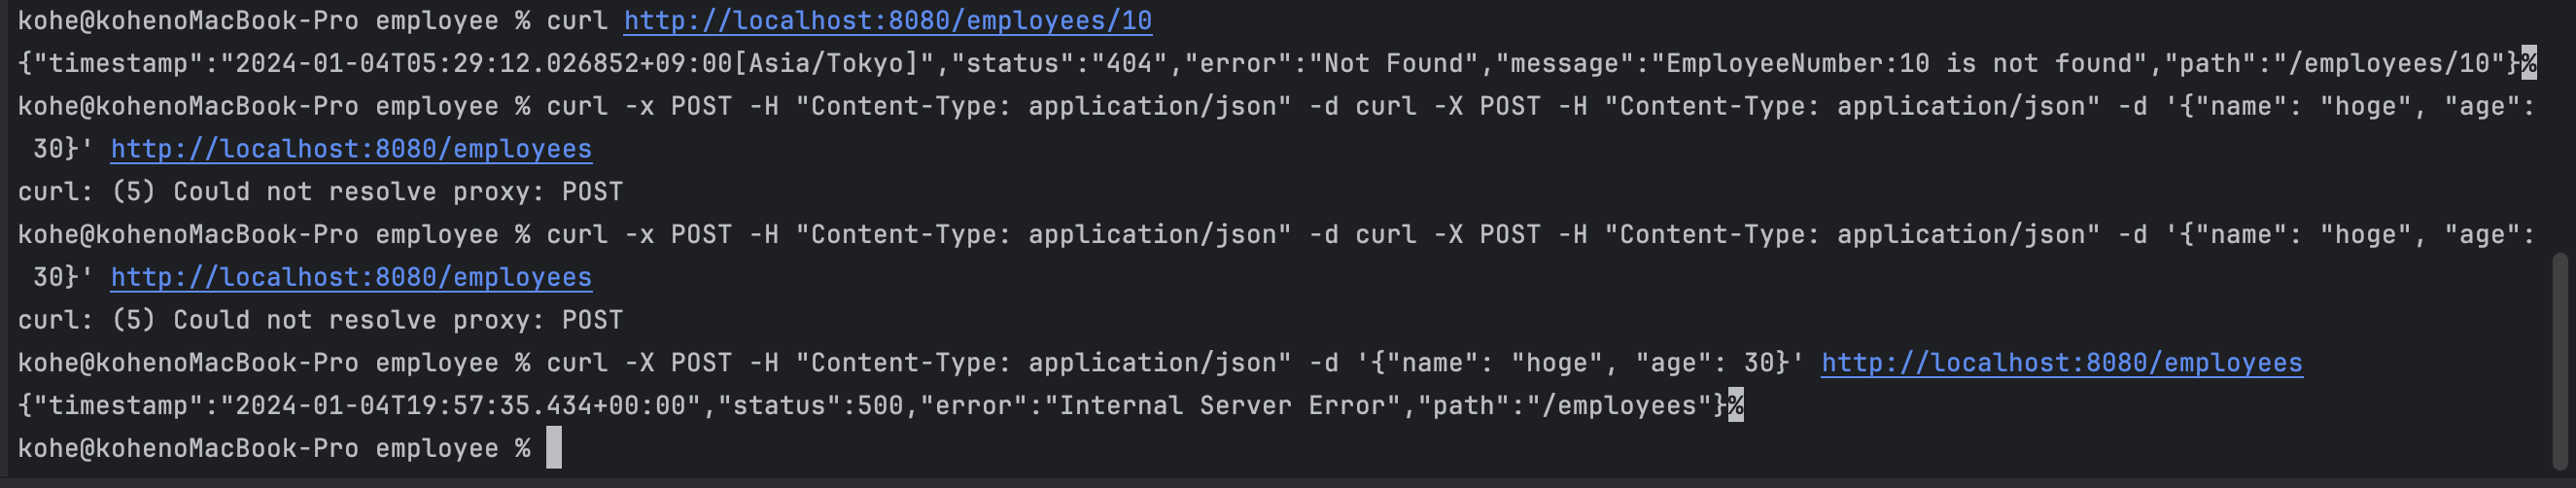 kohe@kohenoMacBook-Pro employee % curl http://localhost:8080/employees/10
{"timestamp":"2024-01-04T05:29:12.026852+09:00[Asia/Tokyo]","status":"404","error":"Not Found","message":"EmployeeNumber:10 is not found","path":"/employees/10"}%
kohe@kohenoMacBook-Pro employee % curl -x POST -H "Content-Type: application/json" -d curl -X POST -H "Content-Type: application/json" -d '{"name": "hoge", "age":
30}' http://localhost:8080/employees
curl: (5) Could not resolve proxy: POST
kohe@kohenoMacBook-Pro employee % curl -x POST -H "Content-Type: application/json" -d curl -X POST -H "Content-Type: application/json" -d '{"name": "hoge", "age":
30}' http://localhost:8080/employees
curl: (5) Could not resolve proxy: POST
kohe@kohenoMacBook-Pro employee % curl -X POST -H "Content-Type: application/json" -d '{"name": "hoge", "age": 30}' http://localhost:8080/employees
{"timestamp":"2024-01-04T19:57:35.434+00:00","status":500,"error":"Internal Server Error","path":"/employees"}%
kohe@kohenoMacBook-Pro employee %